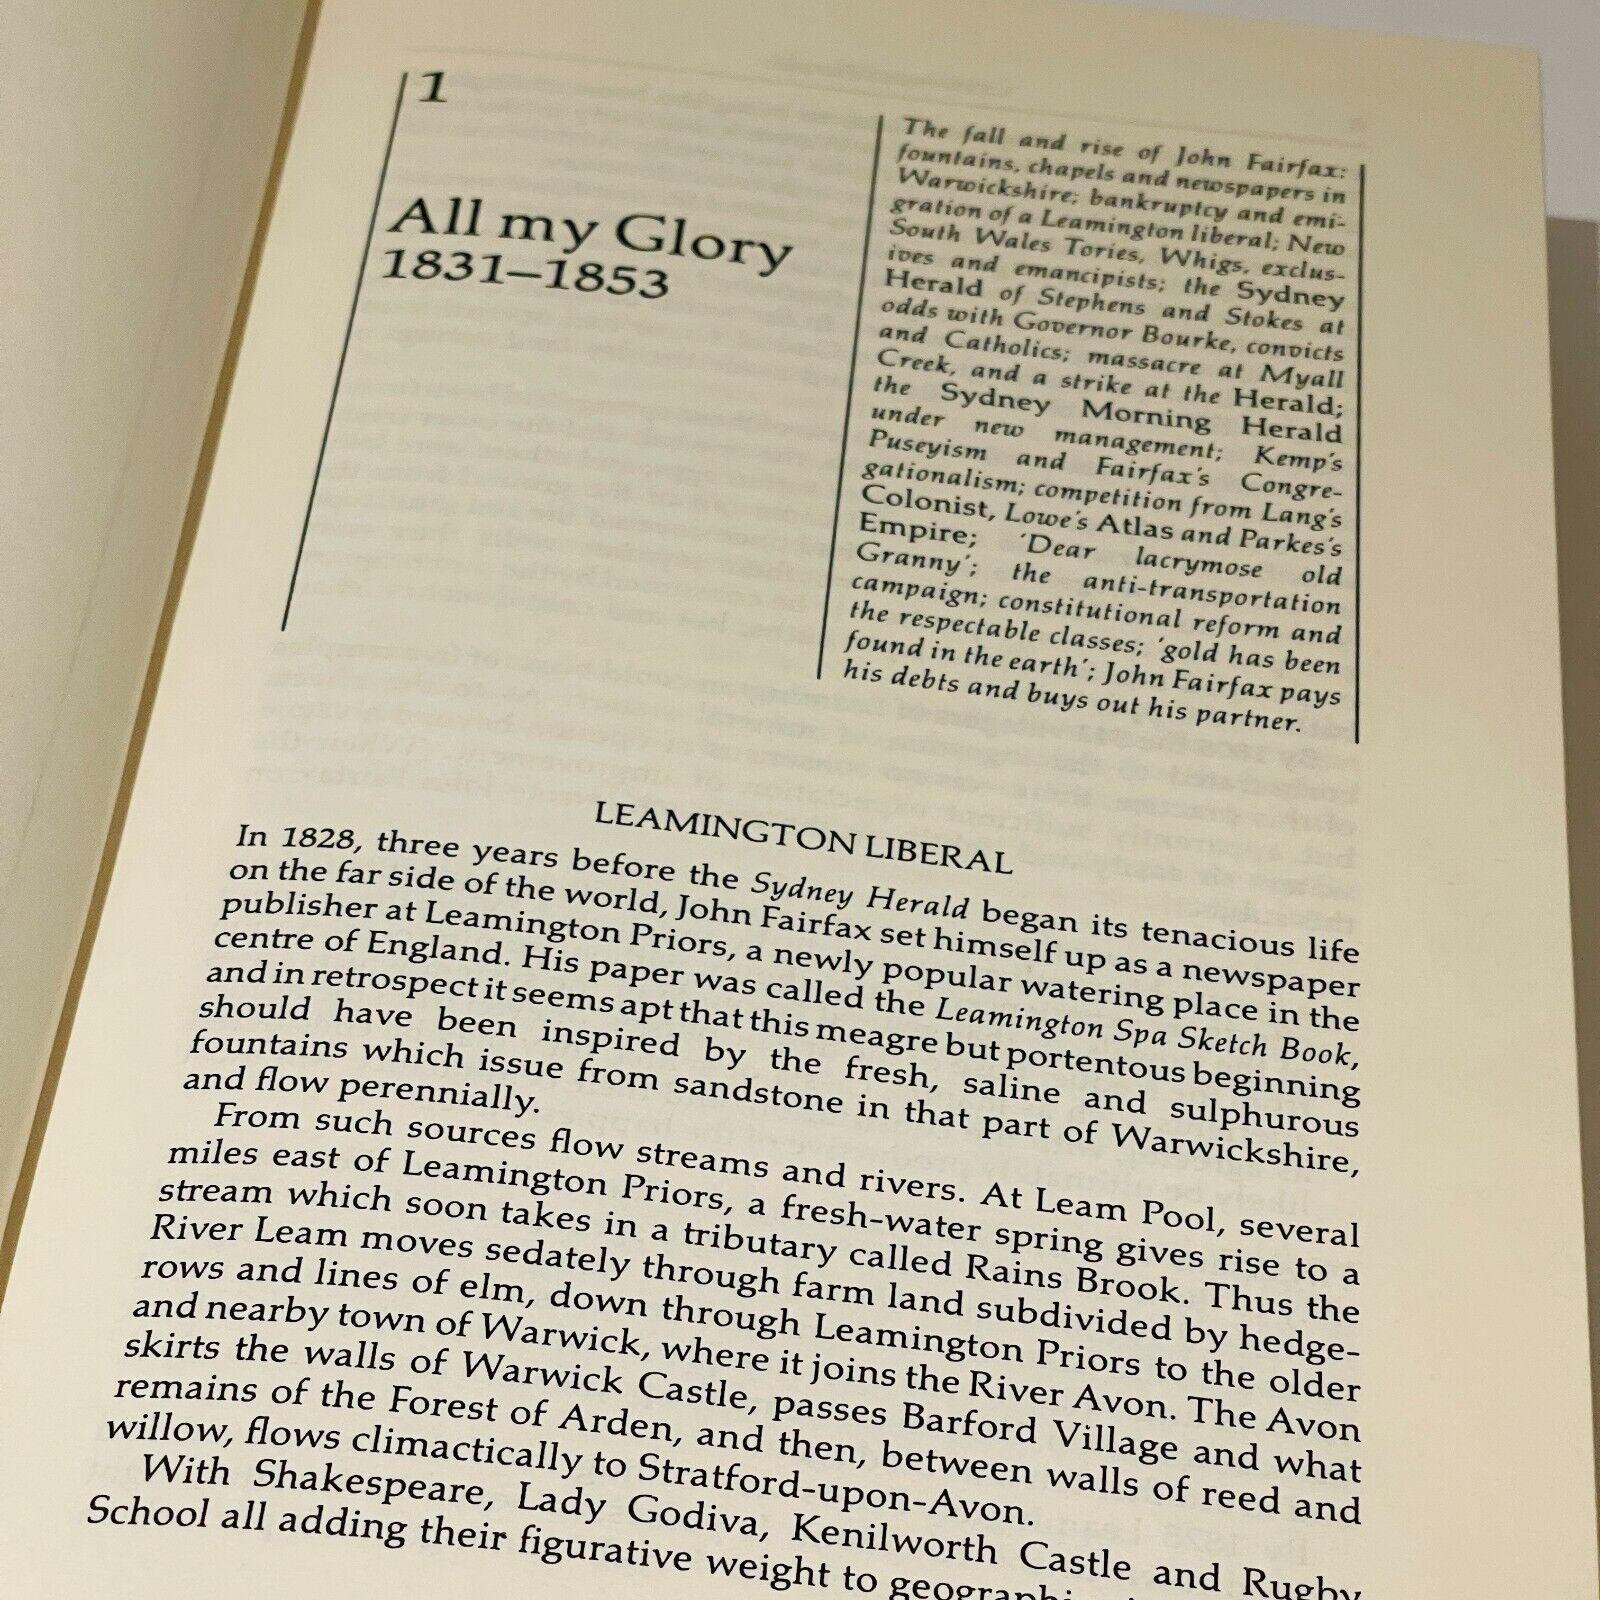 1
All my Glory
1831–1853
The fall and rise of John Fairfax:
fountains, chapels and newspapers in
Warwickshire; bankruptcy and emi-
gration of a Leamington liberal; New
South Wales Tories, Whigs, exclus-
ives and emancipists; the Sydney
Herald of Stephens and Stokes at
odds with Governor Bourke, convicts
and Catholics; massacre at Myall
Creek, and a strike at the Herald;
the Sydney Morning Herald
under new management; Kemp's
Puseyism and Fairfax's Congre-
gationalism; competition from Lang's
Colonist, Lowe's Atlas and Parkes's
Empire; 'Dear lacrymose old
Granny'; the anti-transportation
campaign; constitutional reform and
the respectable classes; 'gold has been
found in the earth'; John Fairfax pays
his debts and buys out his partner.
LEAMINGTON LIBERAL
In 1828, three years before the Sydney Herald began its tenacious life
on the far side of the world, John Fairfax set himself up as a newspaper
publisher at Leamington Priors, a newly popular watering place in the
centre of England. His paper was called the Leamington Spa Sketch Book,
and in retrospect it seems apt that this meagre but portentous beginning
should have been inspired by the fresh, saline and sulphurous
fountains which issue from sandstone in that part of Warwickshire,
and flow perennially.
From such sources flow streams and rivers. At Leam Pool, several
miles east of Leamington Priors, a fresh-water spring gives rise to a
stream which soon takes in a tributary called Rains Brook. Thus the
River Leam moves sedately through farm land subdivided by hedge-
rows and lines of elm, down through Leamington Priors to the older
and nearby town of Warwick, where it joins the River Avon. The Avon
skirts the walls of Warwick Castle, passes Barford Village and what
remains of the Forest of Arden, and then, between walls of reed and
willow, flows climactically to Stratford-upon-Avon.
With Shakespeare, Lady Godiva, Kenilworth Castle and Rugby
School all adding their figurative weight to